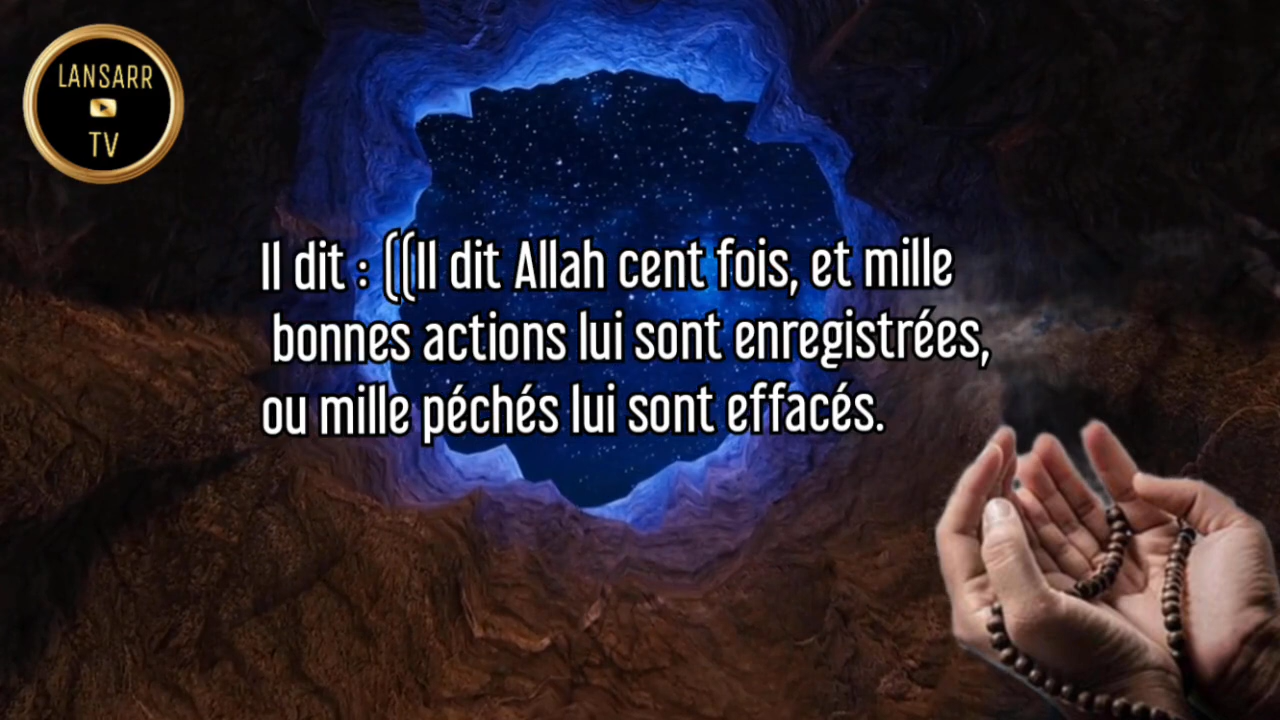 LANSARR
TV
Il dit : ((Il dit Allah cent fois, et mille
bonnes actions lui sont enregistrées,
ou mille péchés lui sont effacés.